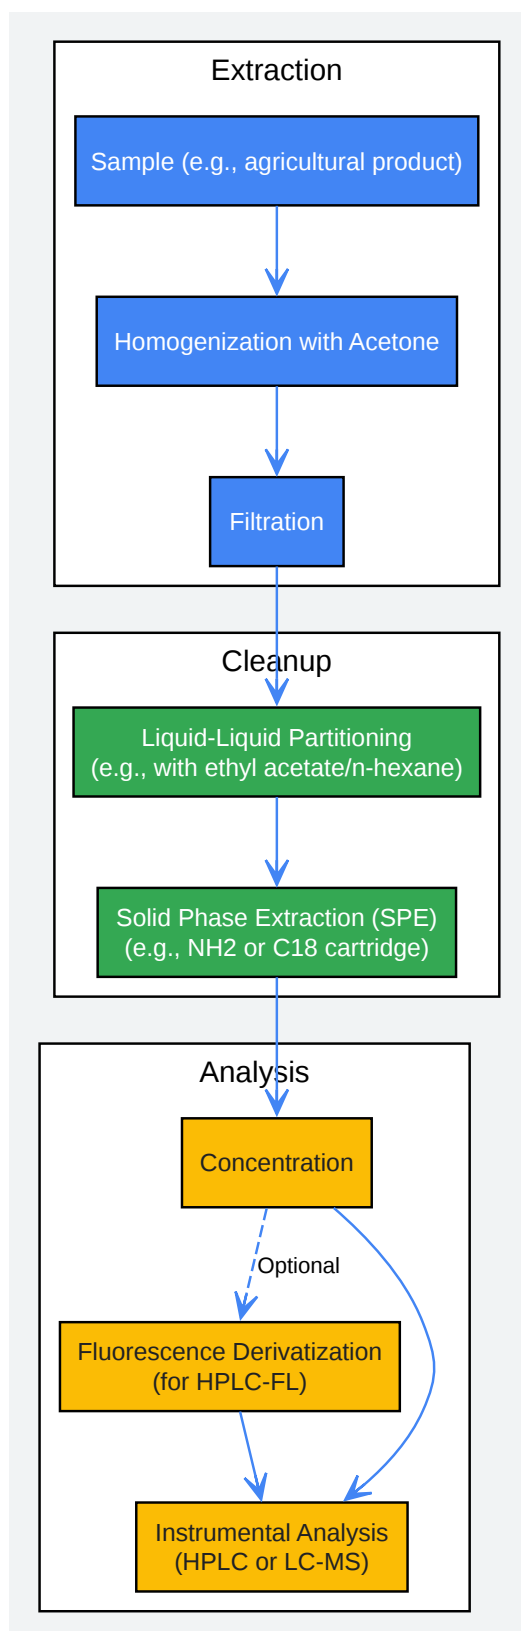 Extraction
Sample (e.g., agricultural product)
Homogenization with Acetone
Filtration
Cleanup
Liquid-Liquid Partitioning
(e.g., with ethyl acetate/n-hexane)
Solid Phase Extraction (SPE)
(e.g., NH2 or C18 cartridge)
Analysis
Concentration
Optional
Fluorescence Derivatization
(for HPLC-FL)
Instrumental Analysis
(HPLC or LC-MS)